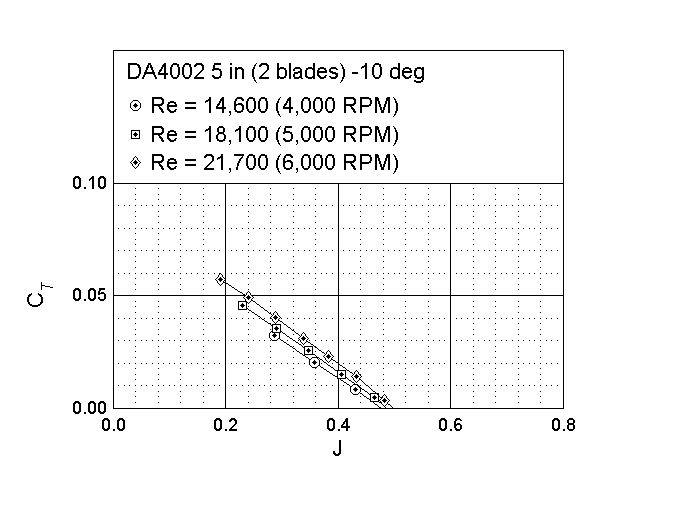 DA4002 5 in (2 blades) -10 deg
Re = 14,600 (4,000 RPM)
Re = 18,100 (5,000 RPM)
Re = 21,700 (6,000 RPM)
0.10
0.05
0.00
C_T
0.0 0.2 0.4 0.6 0.8
J